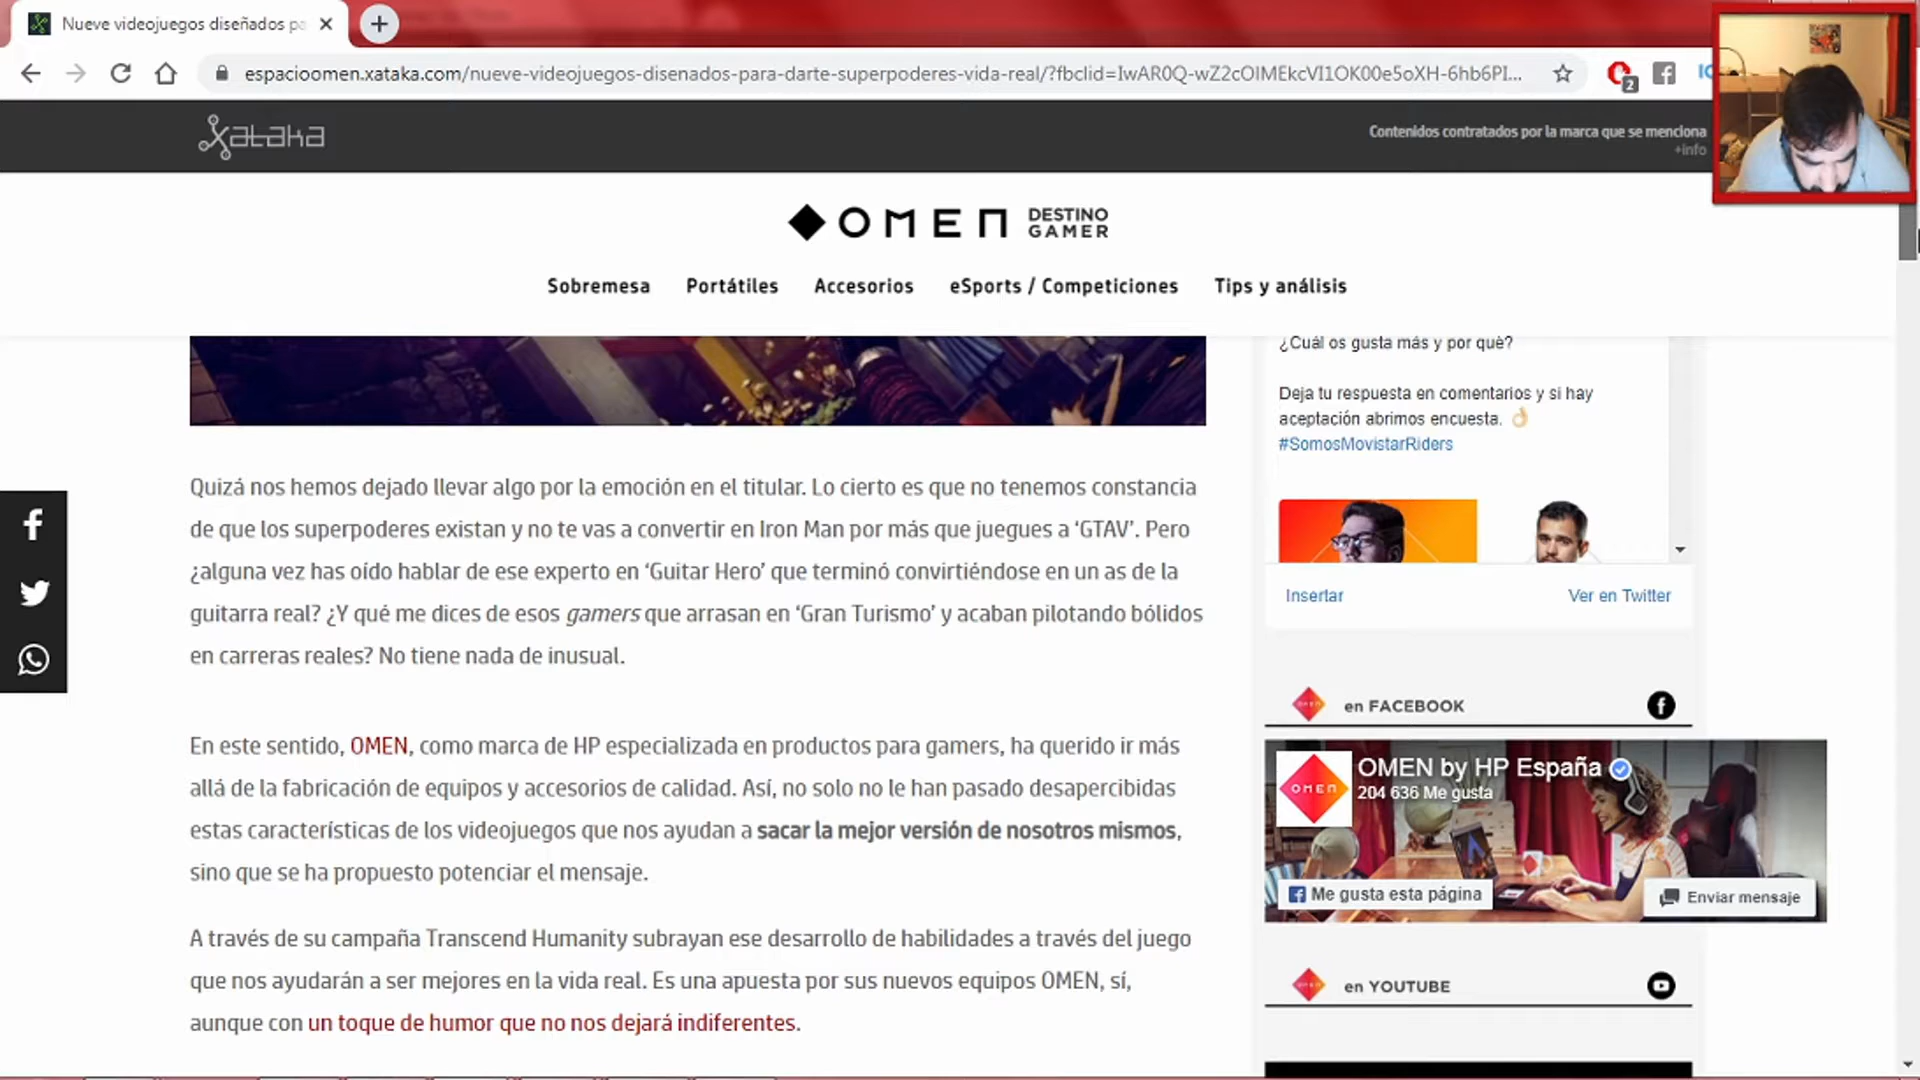 Nueve videojuegos diseñados pa
espacioomen.xataka.com/nueve-videojuegos-disenados-para-darte-superpoderes-vida-real/?fbclid=IwAR0Q-wZ2cOlMEkcVI1OK00e5oXH-6hb6PI...
2
xataka
Contenidos contratados por la marca que se menciona
+info
OMEN DESTINO GAMER
Sobremesa Portátiles Accesorios eSports / Competiciones Tips y análisis
¿Cuál os gusta más y por qué?
Deja tu respuesta en comentarios y si hay
aceptación abrimos encuesta. 👌🏻
#SomosMovistarRiders
Insertar Ver en Twitter
Quizá nos hemos dejado llevar algo por la emoción en el titular. Lo cierto es que no tenemos constancia
de que los superpoderes existan y no te vas a convertir en Iron Man por más que juegues a ‘GTAV’. Pero
¿alguna vez has oído hablar de ese experto en ‘Guitar Hero’ que terminó convirtiéndose en un as de la
guitarra real? ¿Y qué me dices de esos gamers que arrasan en ‘Gran Turismo’ y acaban pilotando bólidos
en carreras reales? No tiene nada de inusual.
En este sentido, OMEN, como marca de HP especializada en productos para gamers, ha querido ir más
allá de la fabricación de equipos y accesorios de calidad. Así, no solo no le han pasado desapercibidas
estas características de los videojuegos que nos ayudan a sacar la mejor versión de nosotros mismos,
sino que se ha propuesto potenciar el mensaje.
A través de su campaña Transcend Humanity subrayan ese desarrollo de habilidades a través del juego
que nos ayudarán a ser mejores en la vida real. Es una apuesta por sus nuevos equipos OMEN, sí,
aunque con un toque de humor que no nos dejará indiferentes.
OMEN en FACEBOOK
OMEN
OMEN by HP España
204 636 Me gusta
Me gusta esta página
Enviar mensaje
OMEN en YOUTUBE